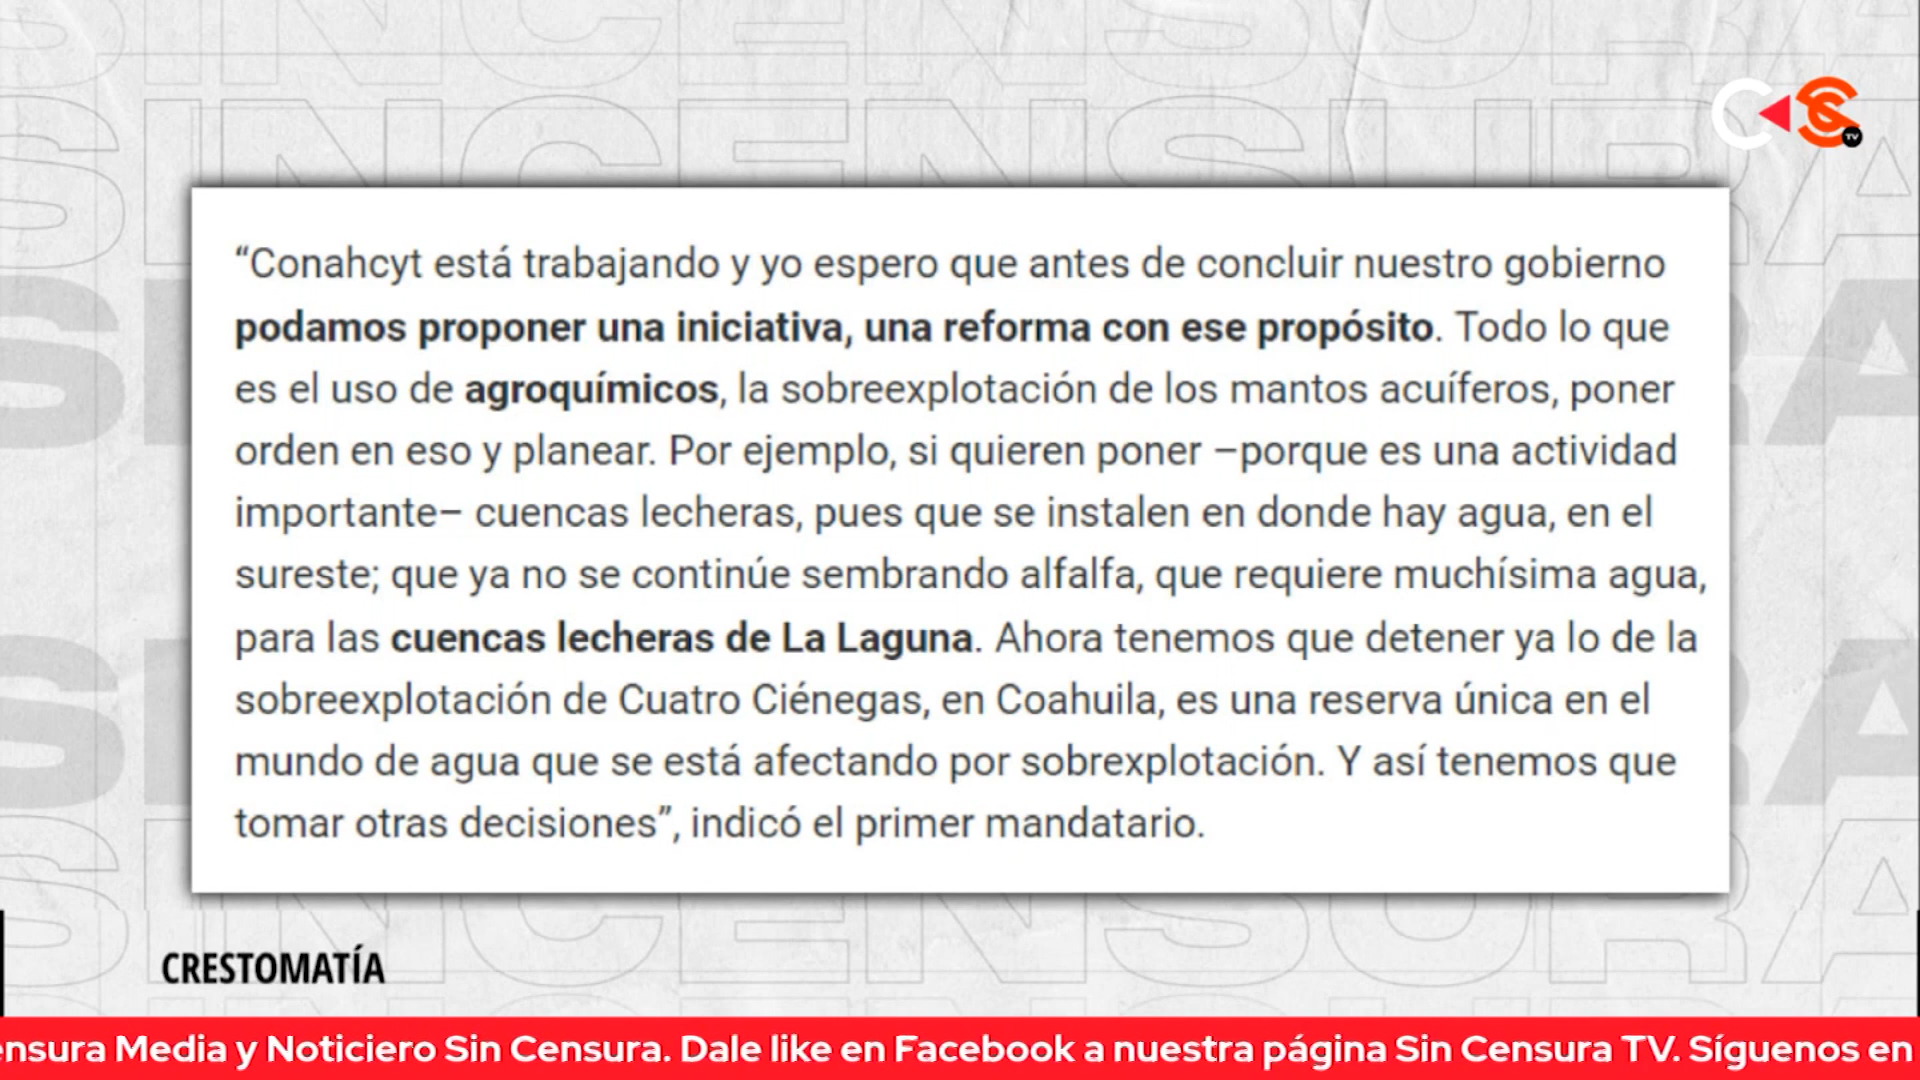 “Conahcyt está trabajando y yo espero que antes de concluir nuestro gobierno
podamos proponer una iniciativa, una reforma con ese propósito. Todo lo que
es el uso de agroquímicos, la sobreexplotación de los mantos acuíferos, poner
orden en eso y planear. Por ejemplo, si quieren poner –porque es una actividad
importante– cuencas lecheras, pues que se instalen en donde hay agua, en el
sureste; que ya no se continúe sembrando alfalfa, que requiere muchísima agua,
para las cuencas lecheras de La Laguna. Ahora tenemos que detener ya lo de la
sobreexplotación de Cuatro Ciénegas, en Coahuila, es una reserva única en el
mundo de agua que se está afectando por sobrexplotación. Y así tenemos que
tomar otras decisiones”, indicó el primer mandatario.
CRESTOMATÍA
Media y Noticiero Sin Censura. Dale like en Facebook a nuestra página Sin Censura TV. Síguenos en